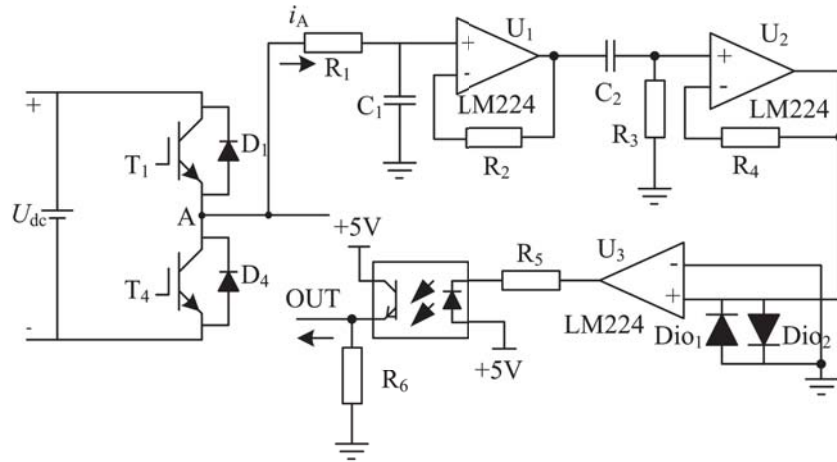 i_A
R_1
C_1
+
-
U_1
LM224
R_2
C_2
R_3
+
-
U_2
LM224
R_4
+
U_dc
-
T_1
D_1
A
T_4
D_4
+5V
OUT
R_6
+5V
R_5
U_3
LM224
-
+
Dio_1
Dio_2